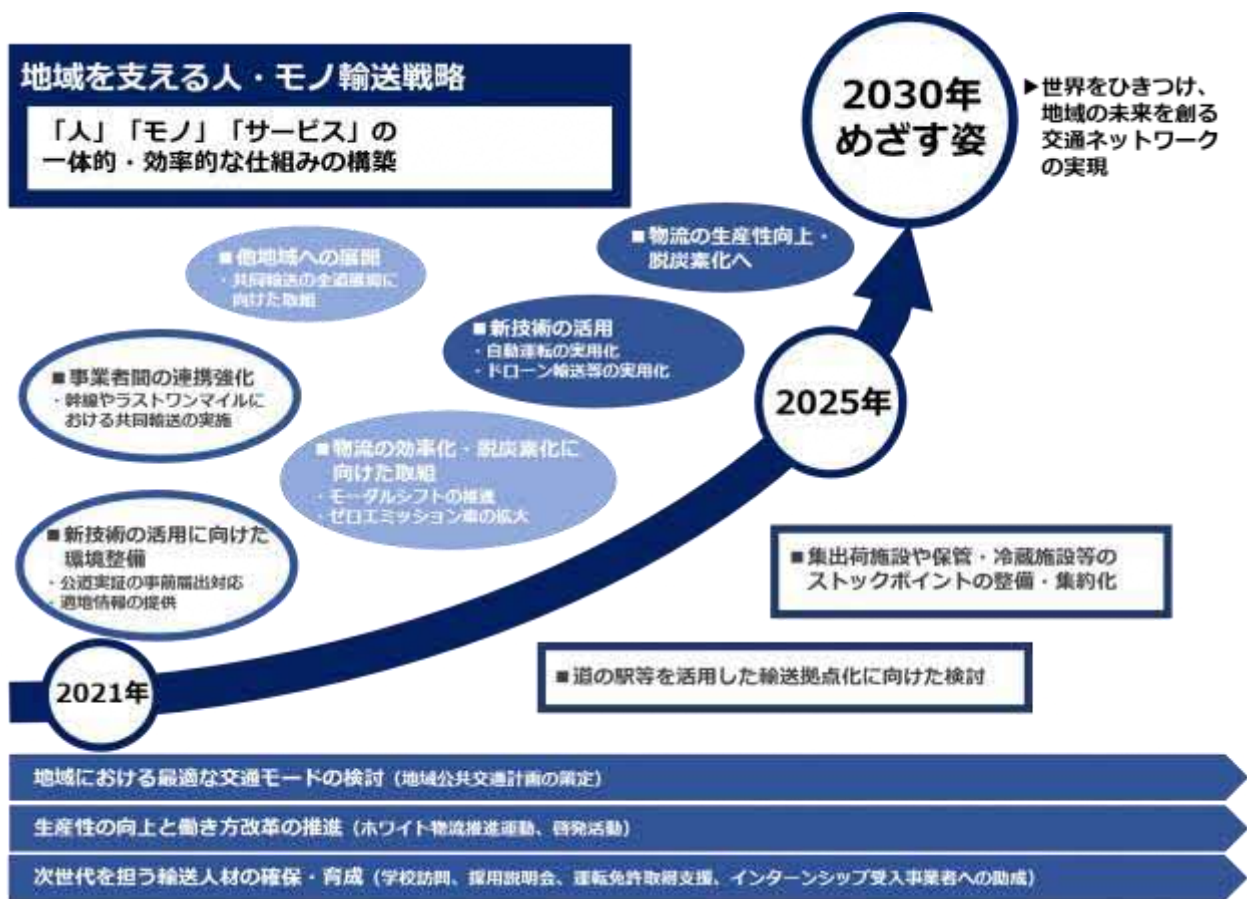 地域を支える人・モノ輸送戦略
「人」「モノ」「サービス」の
一体的・効率的な仕組みの構築
2030年
めざす姿
▶世界をひきつけ、
地域の未来を創る
交通ネットワーク
の実現
■物流の生産性向上・
脱炭素化へ
■他地域への展開
・共同輸送の全道展開に
向けた取組
■新技術の活用
・自動運転の実用化
・ドローン輸送等の実用化
■事業者間の連携強化
・幹線やラストワンマイルに
おける共同輸送の実施
2025年
■物流の効率化・脱炭素化に
向けた取組
・モーダルシフトの推進
・ゼロエミッション車の拡大
■新技術の活用に向けた
環境整備
・公道実証の事前届出対応
・適地情報の提供
■集出荷施設や保管・冷蔵施設等の
ストックポイントの整備・集約化
■道の駅等を活用した輸送拠点化に向けた検討
2021年
地域における最適な交通モードの検討（地域公共交通計画の策定）
生産性の向上と働き方改革の推進（ホワイト物流推進運動、啓発活動）
次世代を担う輸送人材の確保・育成（学校訪問、採用説明会、運転免許取得支援、インターンシップ受入事業者への助成）